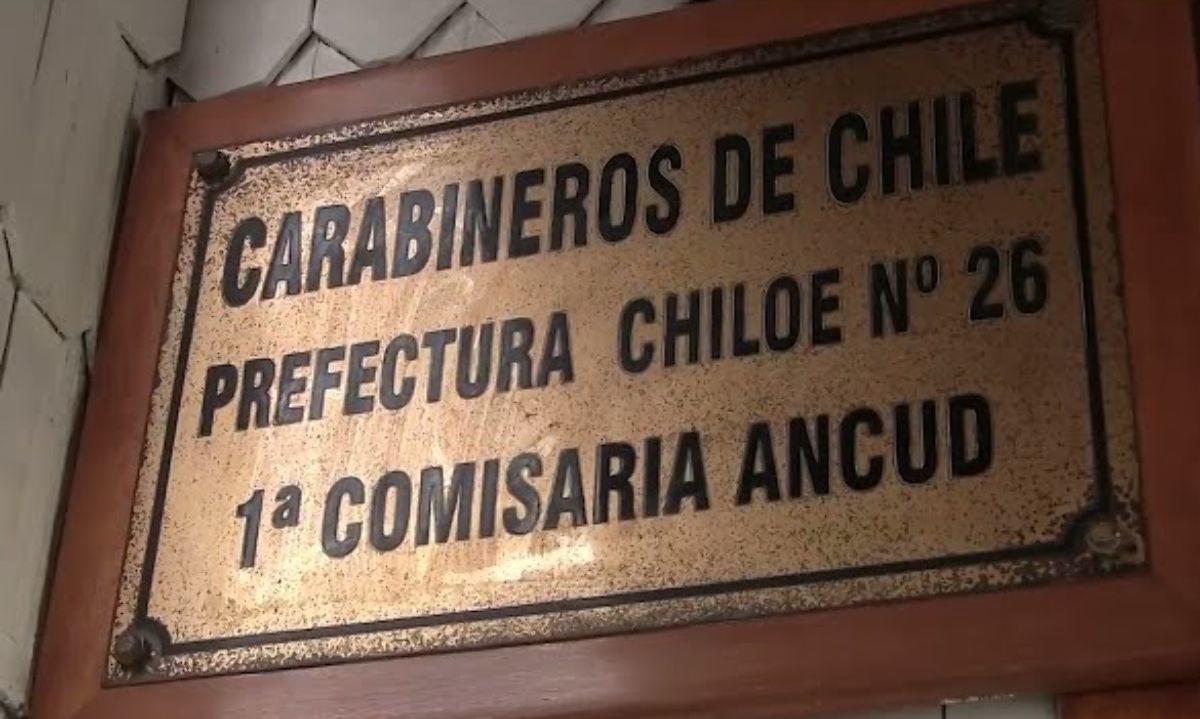 CARABINEROS DE CHILE
PREFECTURA CHILOE Nº 26
1ª COMISARIA ANCUD